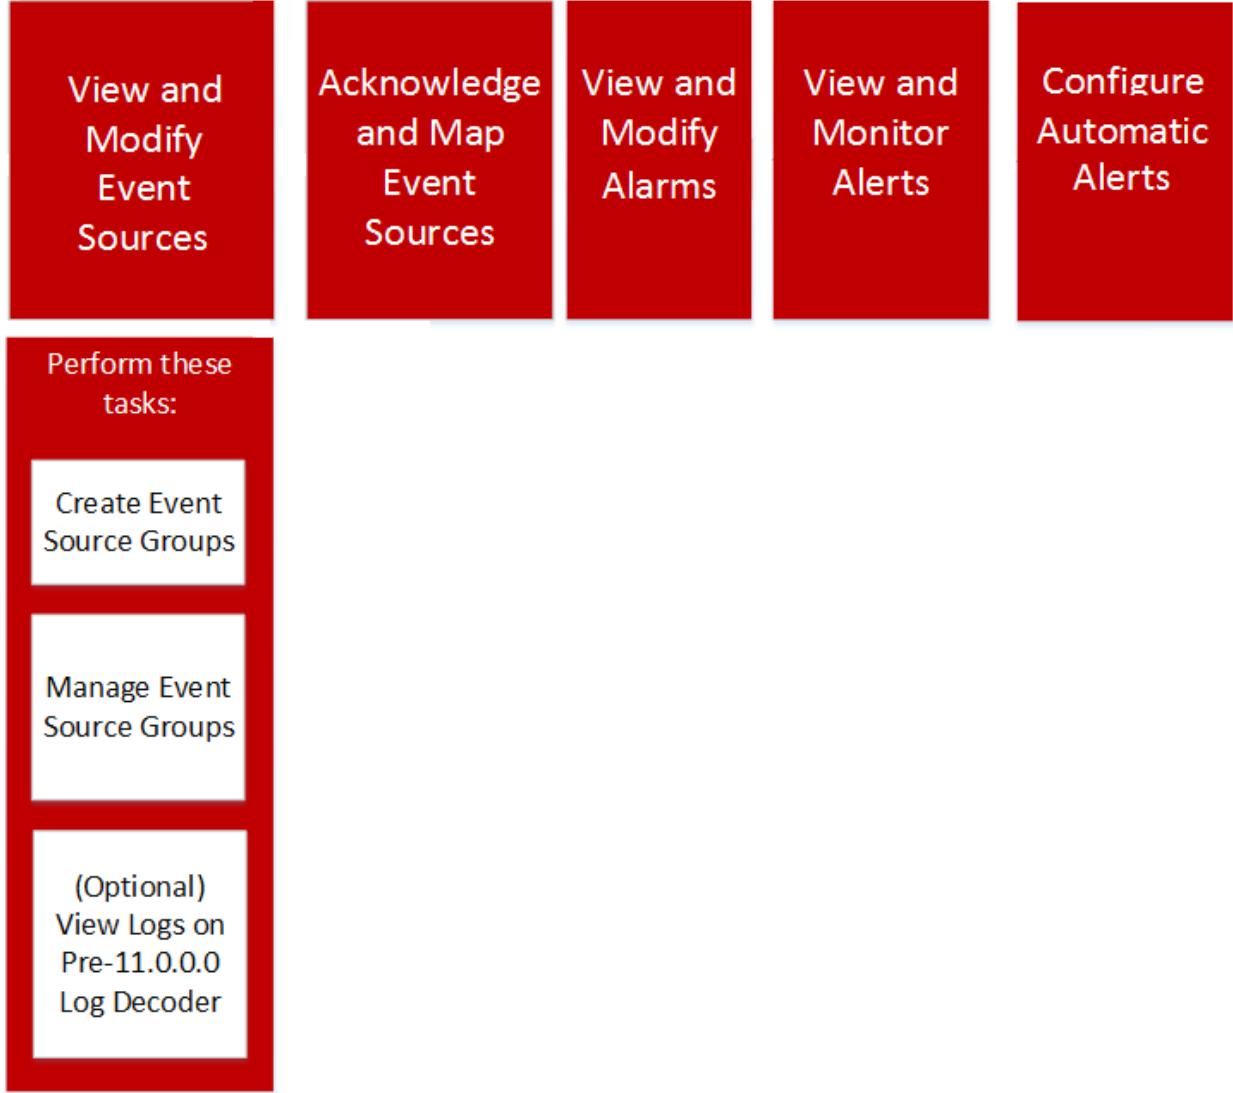 View and
Modify
Event
Sources
Acknowledge
and Map
Event
Sources
View and
Modify
Alarms
View and
Monitor
Alerts
Configure
Automatic
Alerts
Perform these
tasks:
Create Event
Source Groups
Manage Event
Source Groups
(Optional)
View Logs on
Pre-11.0.0.0
Log Decoder